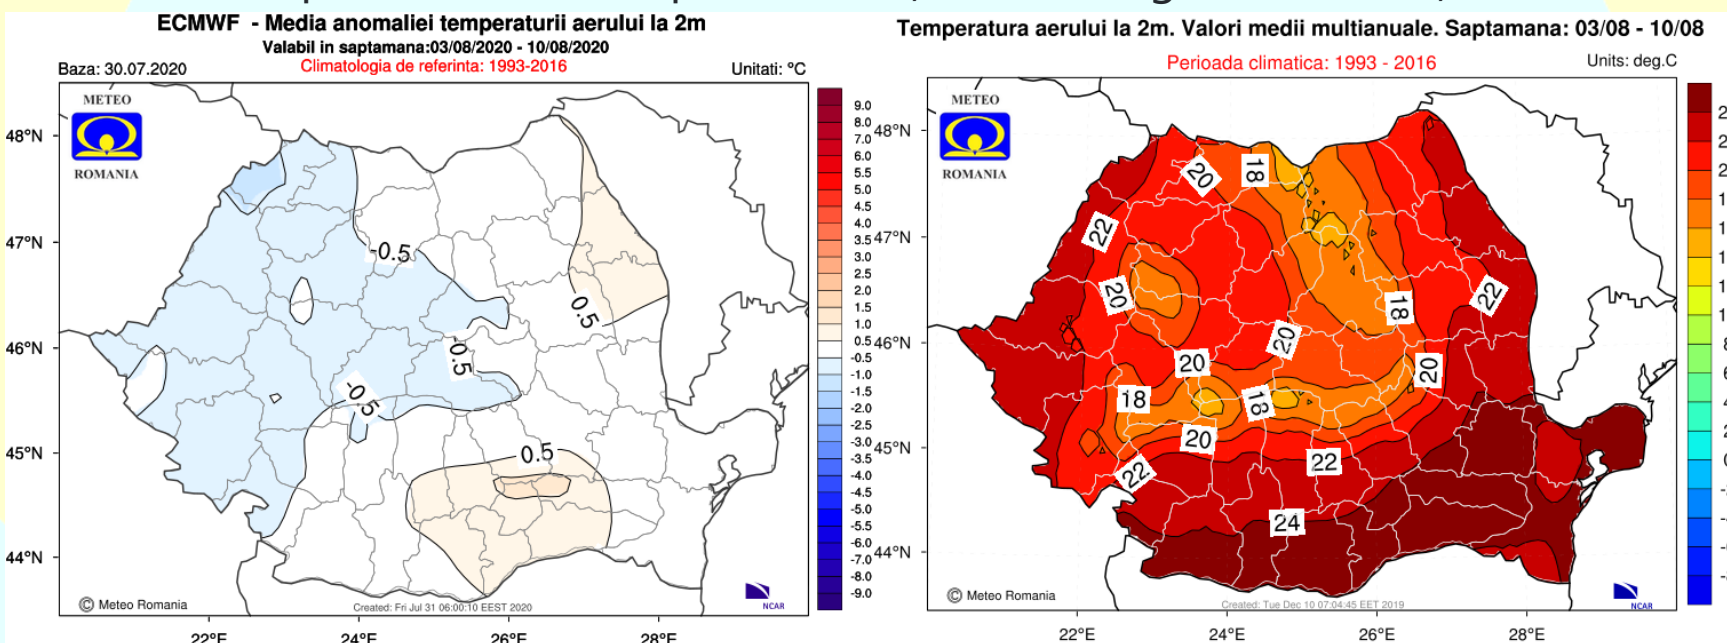 ECMWF - Media anomaliei temperaturii aerului la 2m
Valabil in saptamana:03/08/2020 - 10/08/2020
Baza: 30.07.2020
Climatologia de referinta: 1993-2016
Unitati: °C
METEO
ROMANIA
48°N
47°N
46°N
45°N
44°N
-0.5
0.5
-0.5
-0.5
0.5
9.0
8.0
7.0
6.0
5.5
5.0
4.5
4.0
3.5
3.0
2.5
2.0
1.5
1.0
0.5
-0.5
-1.0
-1.5
-2.0
-2.5
-3.0
-3.5
-4.0
-4.5
-5.0
-5.5
-6.0
-7.0
-8.0
-9.0
© Meteo Romania
Created: Fri Jul 31 06:00:10 EEST 2020
NCAR
22°E
24°E
26°E
28°E
Temperatura aerului la 2m. Valori medii multianuale. Saptamana: 03/08 - 10/08
Perioada climatica: 1993 - 2016
Units: deg.C
METEO
ROMANIA
48°N
47°N
46°N
45°N
44°N
20
18
22
20
18
22
20
20
20
18
18
20
22
22
24
© Meteo Romania
Created: Tue Dec 10 07:04:45 EET 2019
NCAR
22°E
24°E
26°E
28°E